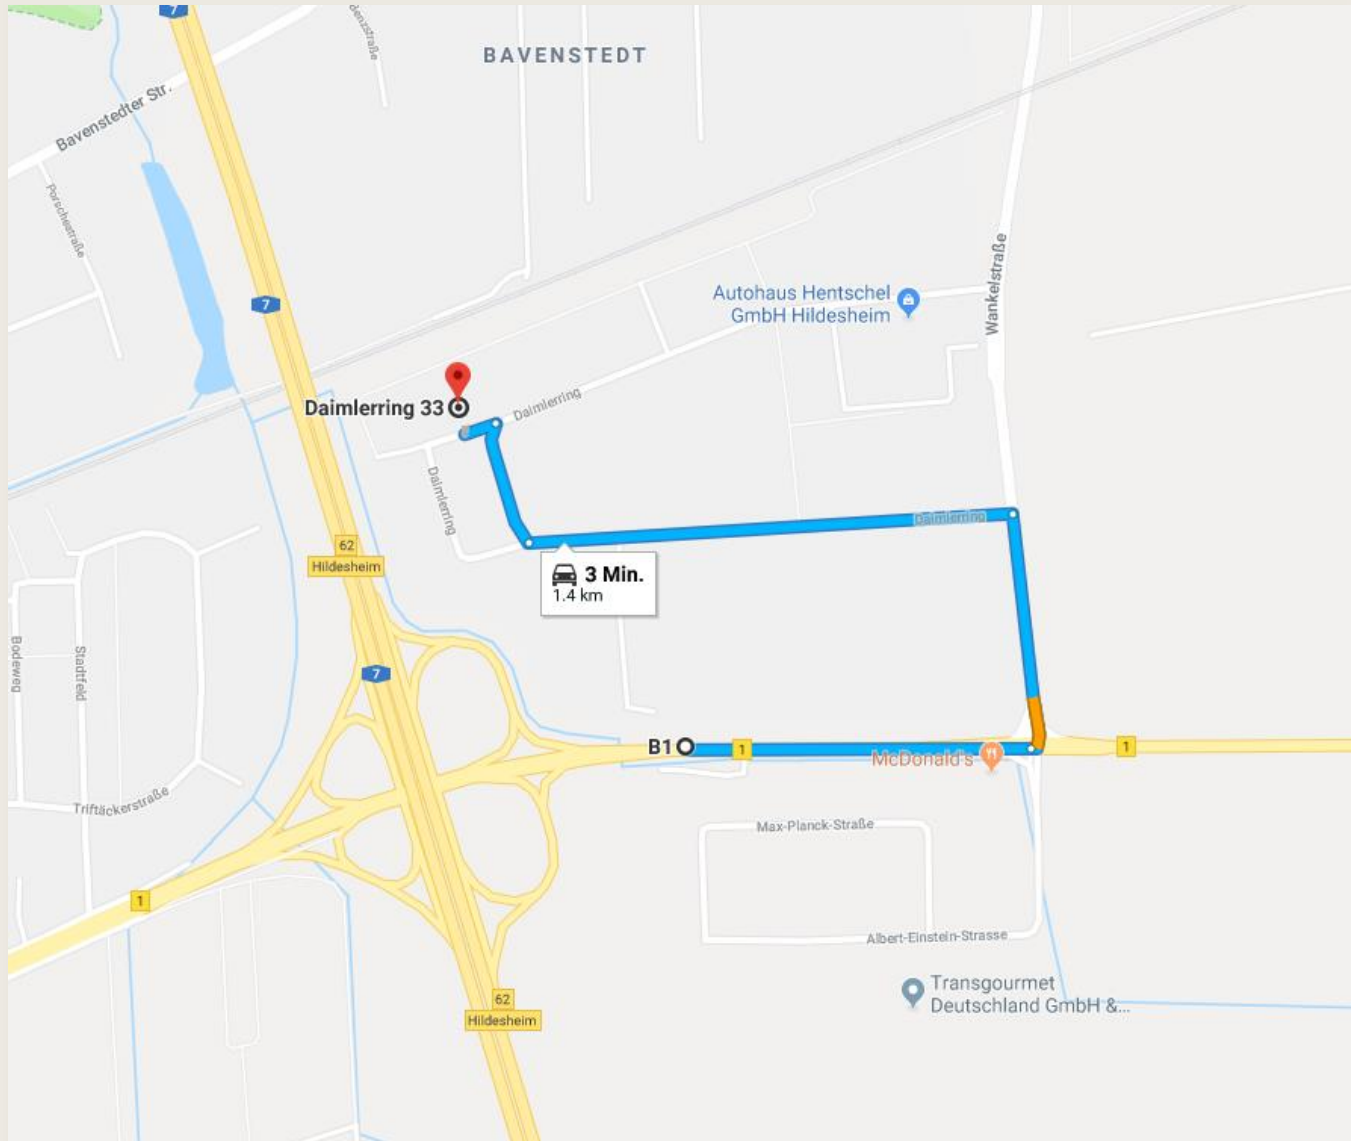 7
Benzstraße
BAVENSTEDT
Bavenstedter Str.
Porschestraße
Wankelstraße
7
Autohaus Hentschel
GmbH Hildesheim
Daimlerring 33
Daimlerring
Daimlerring
Daimlerring
62
Hildesheim
3 Min.
1.4 km
Bodeweg
Stadtfeld
7
B1
1
McDonald's
1
Triftäckerstraße
Max-Planck-Straße
1
Albert-Einstein-Strasse
Transgourmet
Deutschland GmbH &...
62
Hildesheim